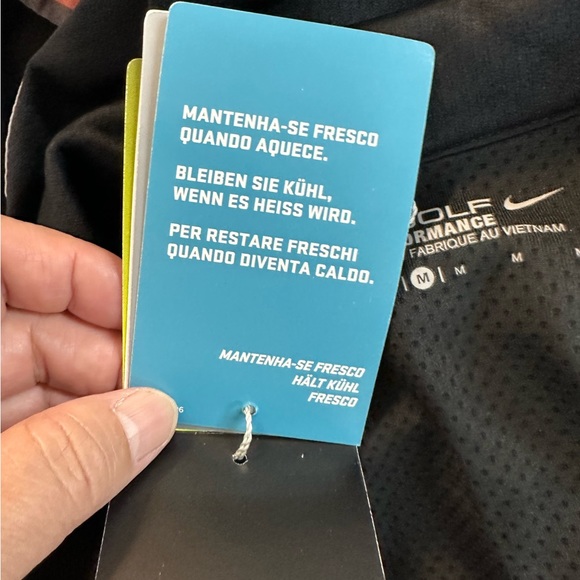 MANTENHA-SE FRESCO
QUANDO AQUECE.
BLEIBEN SIE KÜHL,
WENN ES HEISS WIRD.
PER RESTARE FRESCHI
QUANDO DIVENTA CALDO.
MANTENHA-SE FRESCO
HÄLT KÜHL
FRESCO
FABRIQUE AU VIETNAM
M M M